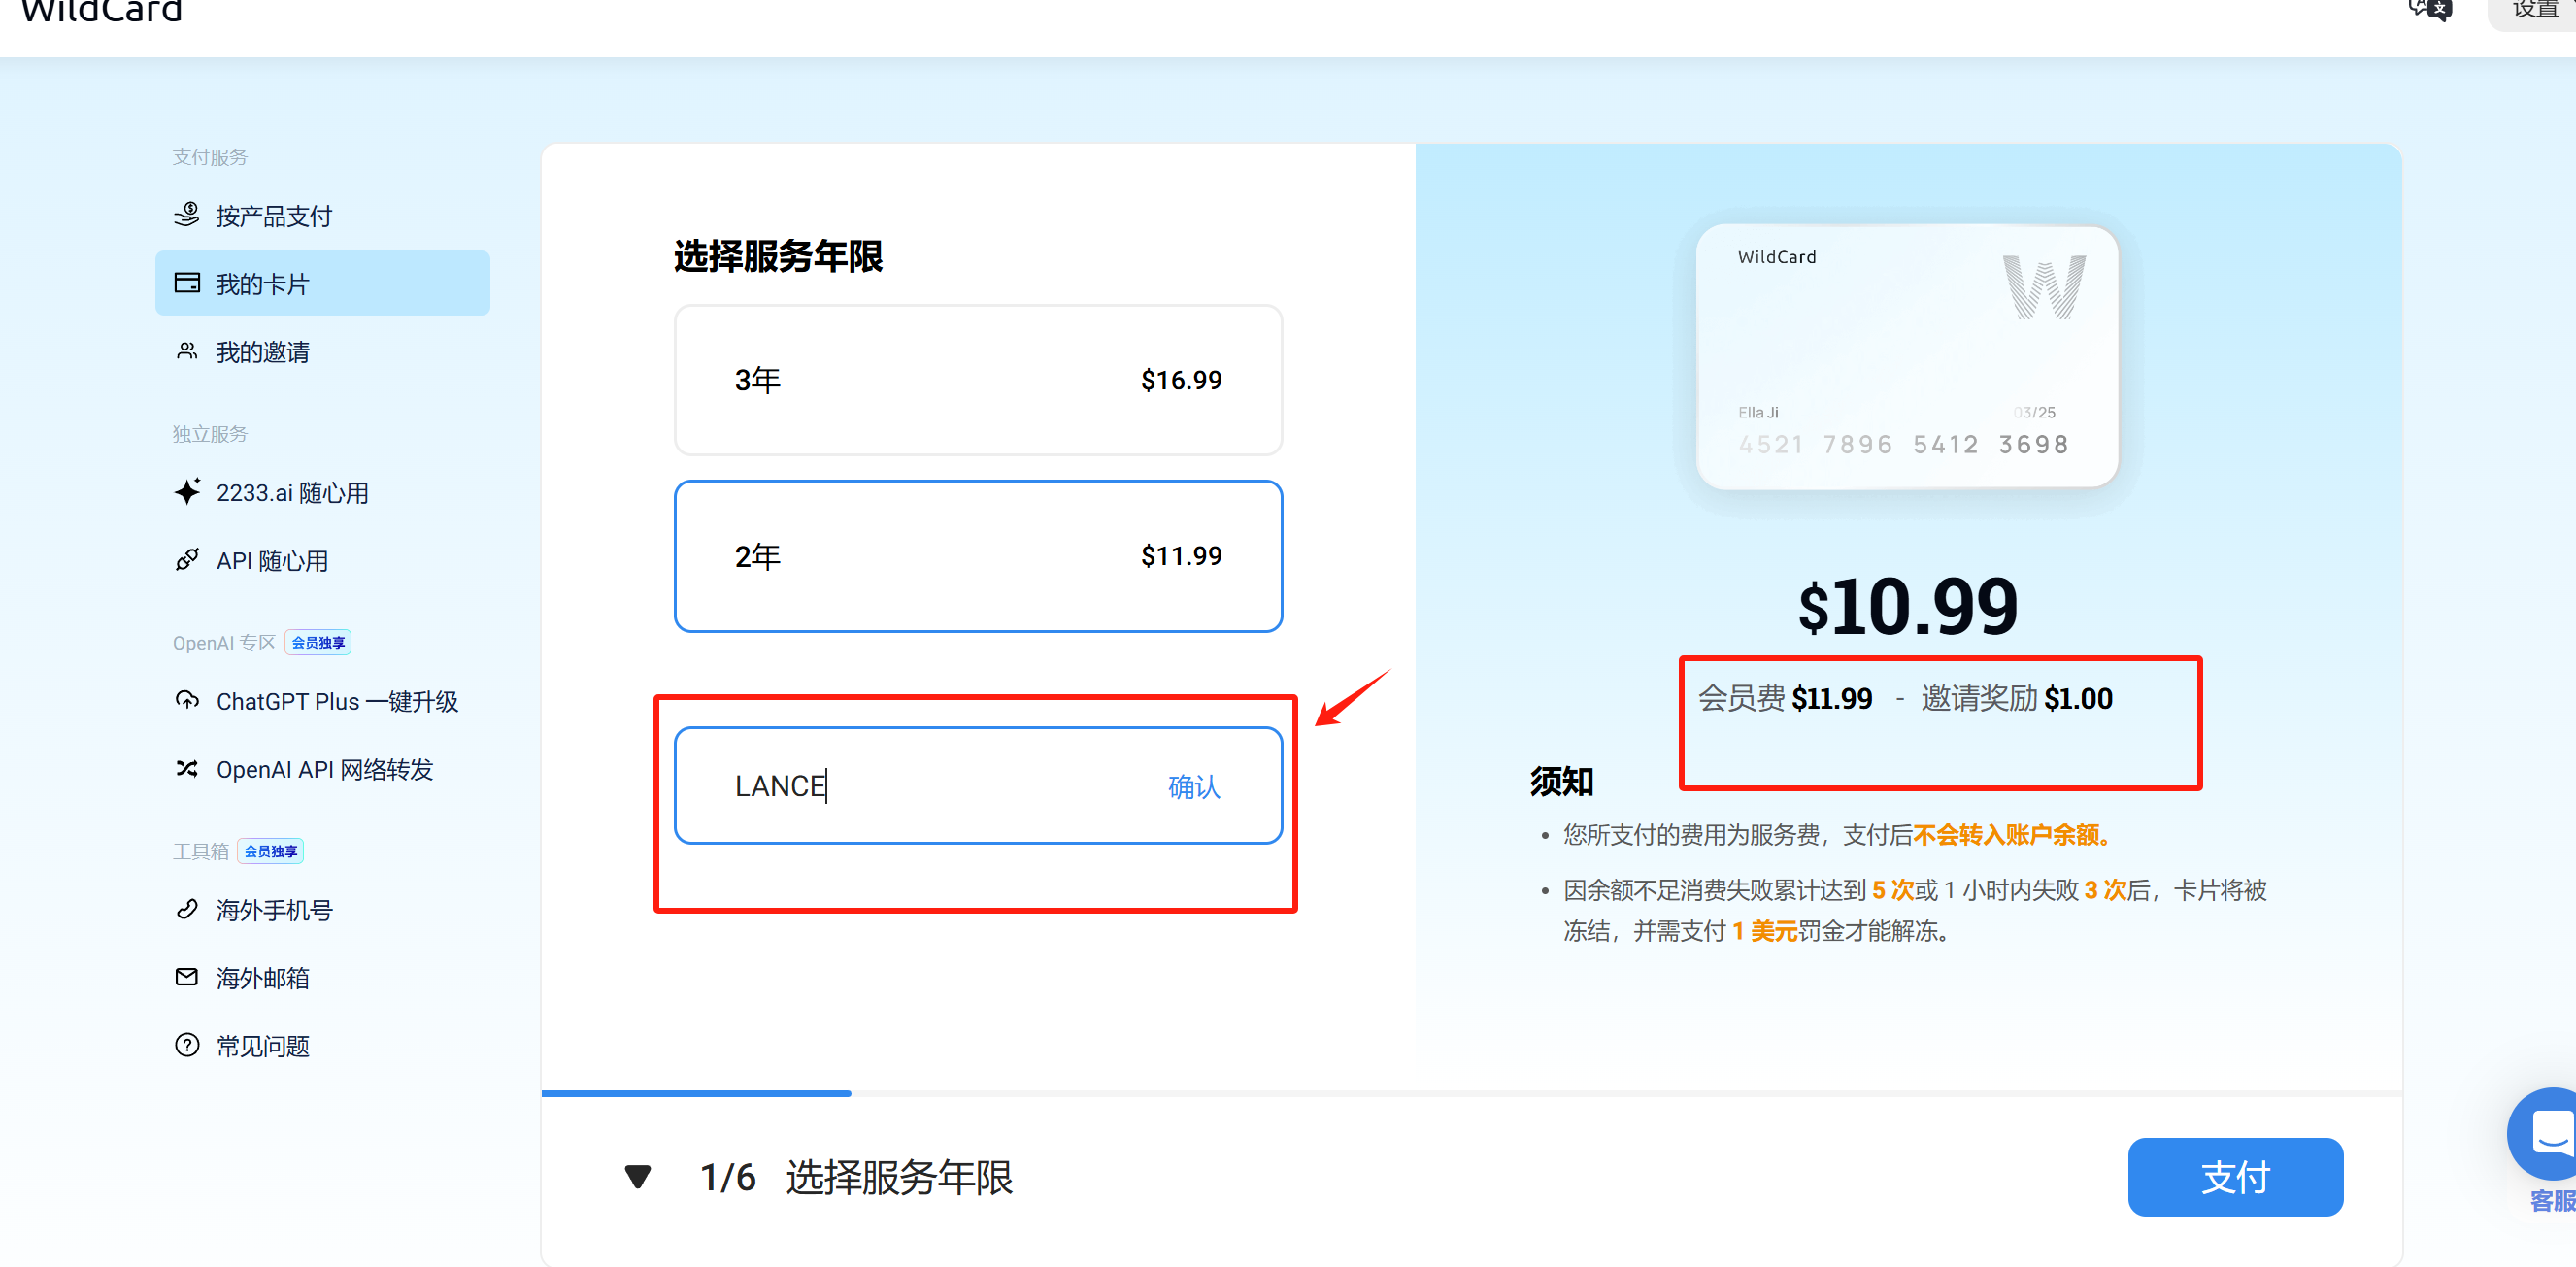 WildCard
设置
支付服务
按产品支付
我的卡片
我的邀请
独立服务
2233.ai 随心用
API 随心用
OpenAI 专区 会员独享
ChatGPT Plus 一键升级
OpenAI API 网络转发
工具箱 会员独享
海外手机号
海外邮箱
常见问题
选择服务年限
3年 $16.99
2年 $11.99
LANCE 确认
WildCard
Ella Ji 03/25
4521 7896 5412 3698
$10.99
会员费 $11.99 - 邀请奖励 $1.00
须知
• 您所支付的费用为服务费，支付后不会转入账户余额。
• 因余额不足消费失败累计达到 5 次或 1 小时内失败 3 次后，卡片将被
冻结，并需支付 1 美元罚金才能解冻。
1/6 选择服务年限
支付
客服